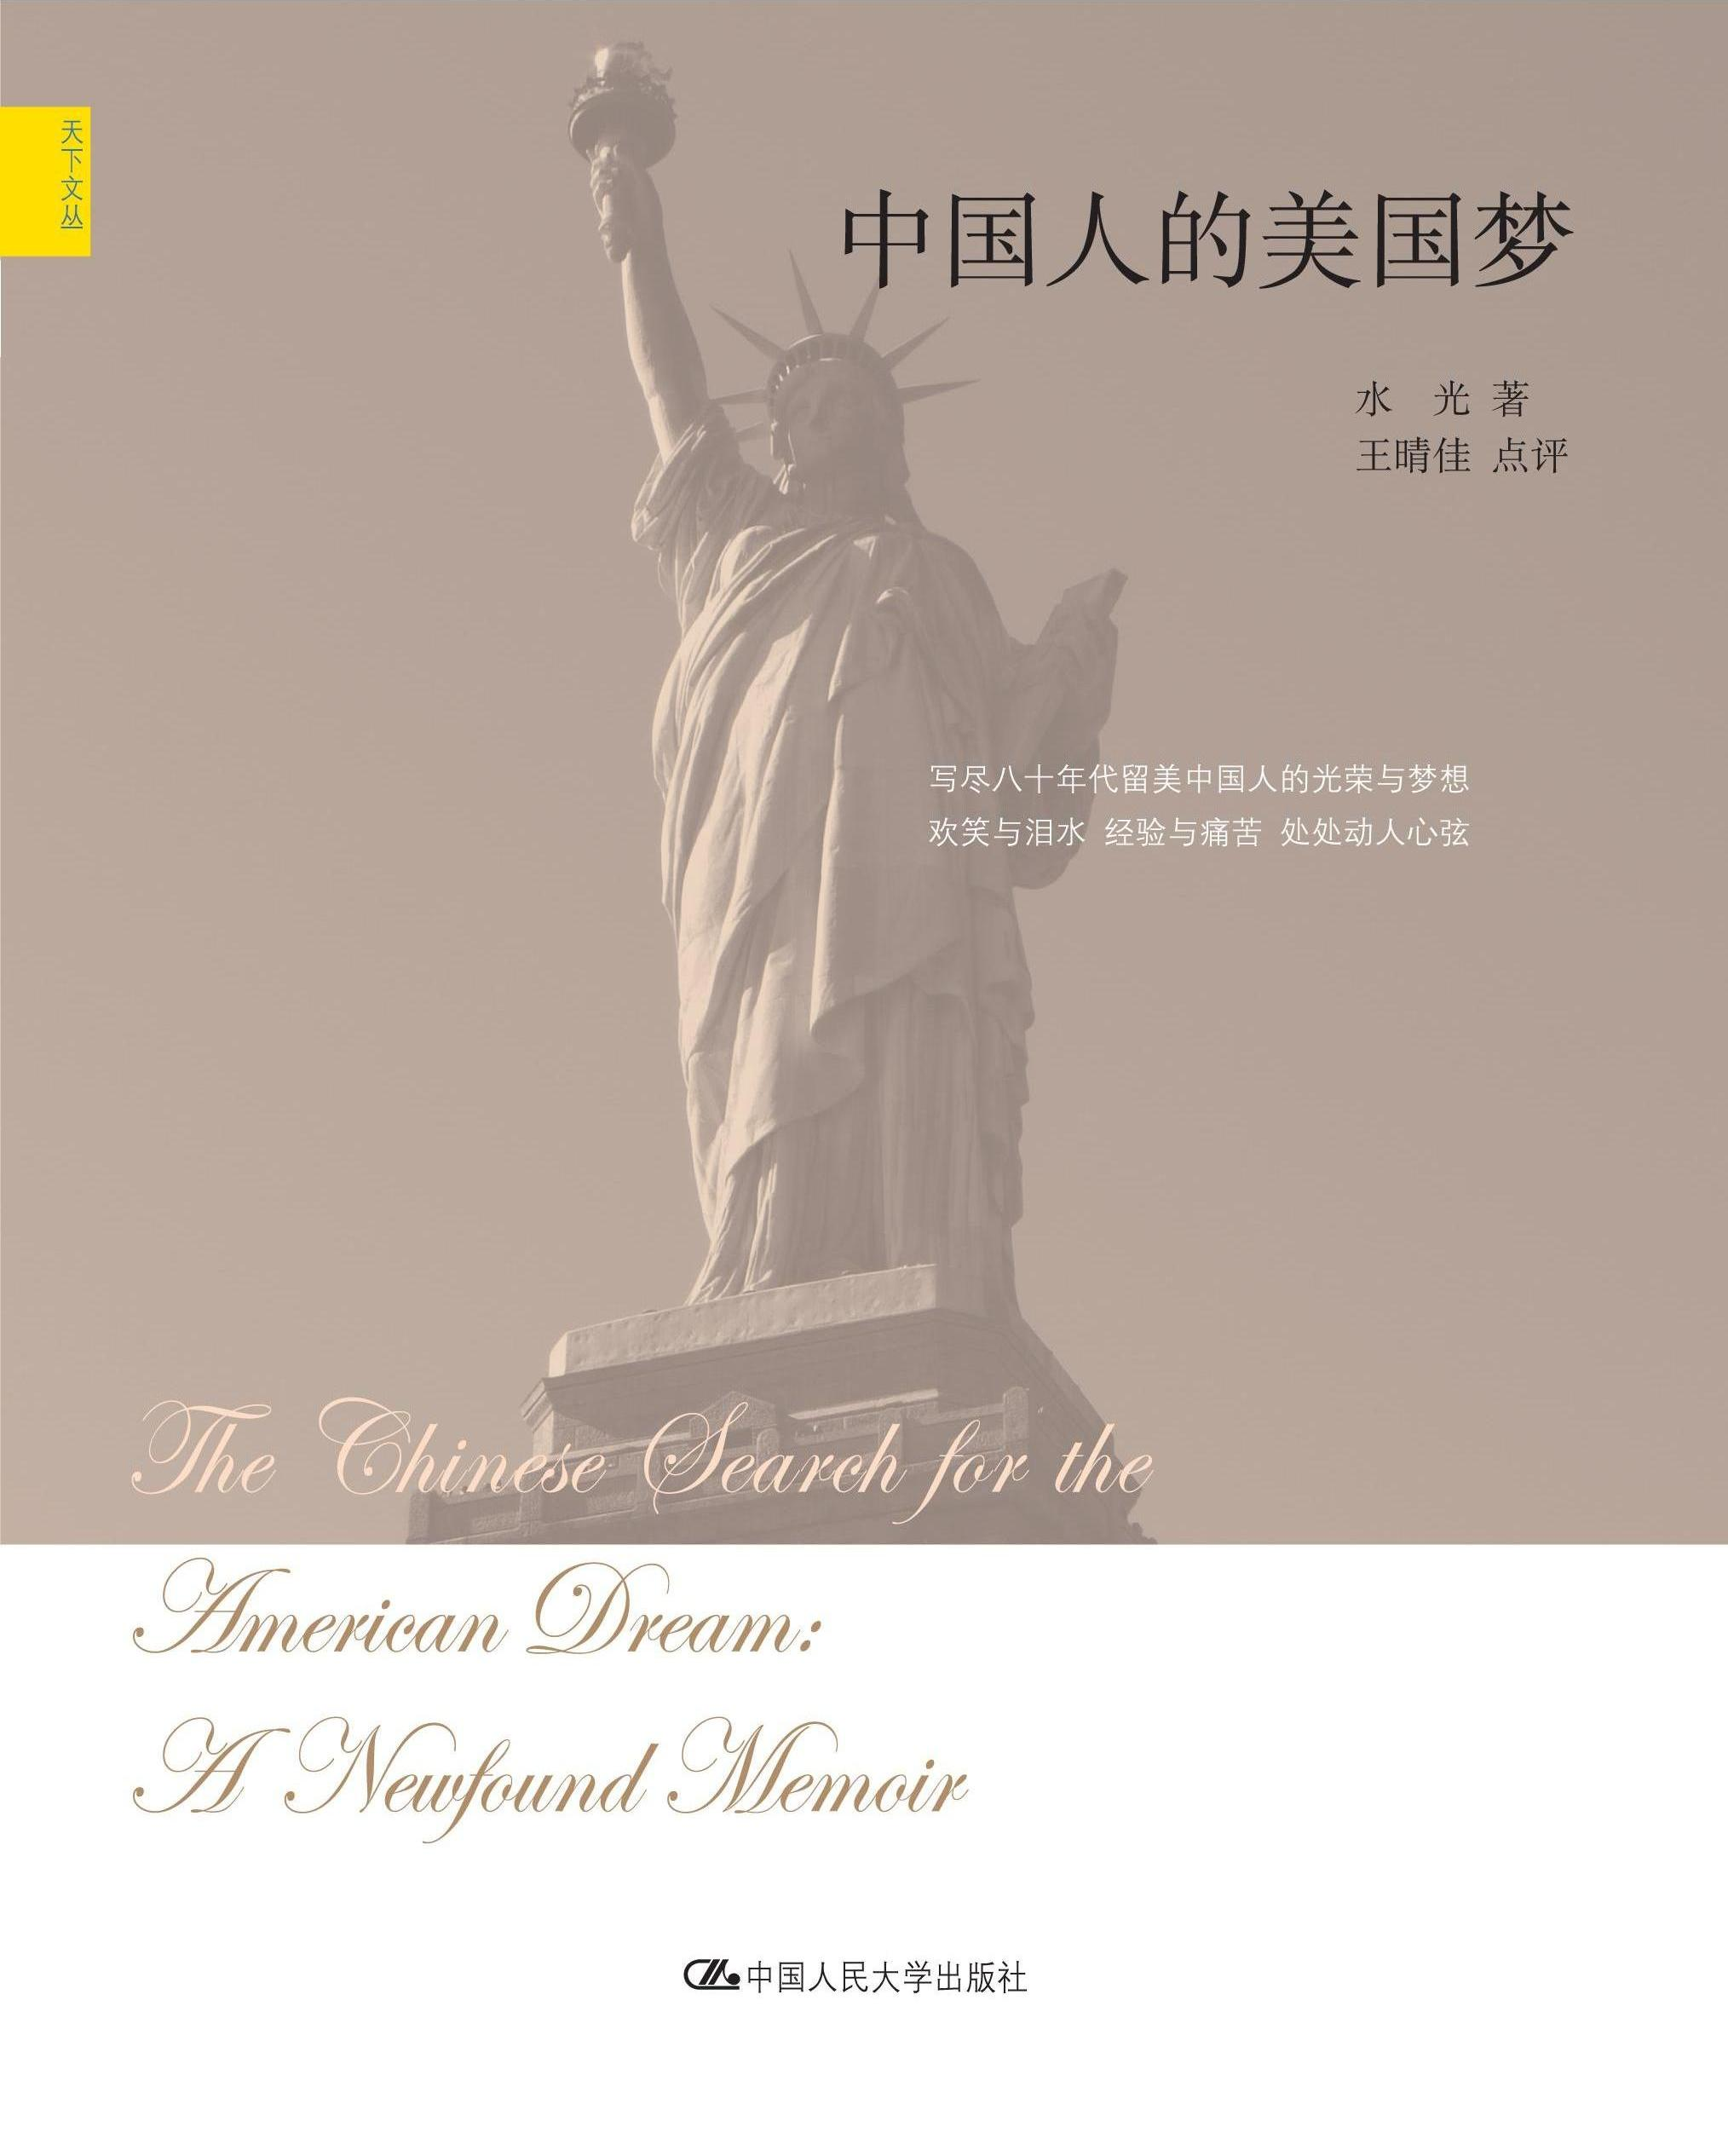 天下文丛
中国人的美国梦
水 光 著
王晴佳 点评
写尽八十年代留美中国人的光荣与梦想
欢笑与泪水 经验与痛苦 处处动人心弦
The Chinese Search for the
American Dream:
A Newfound Memoir
中国人民大学出版社